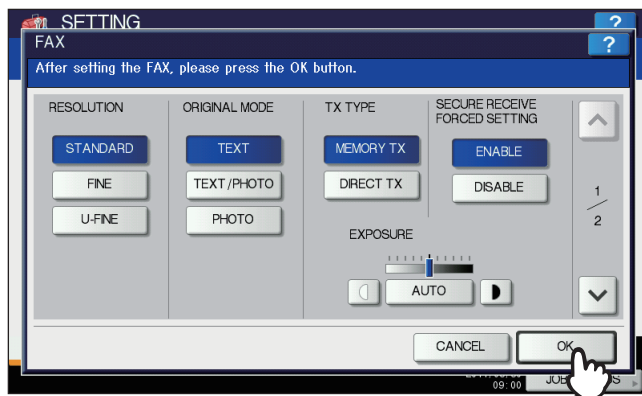 SETTING
?
FAX
?
After setting the FAX, please press the OK button.
RESOLUTION
STANDARD
FINE
U-FINE
ORIGINAL MODE
TEXT
TEXT/PHOTO
PHOTO
TX TYPE
MEMORY TX
DIRECT TX
SECURE RECEIVE
FORCED SETTING
ENABLE
DISABLE
EXPOSURE
AUTO
1
2
CANCEL
OK
09:00